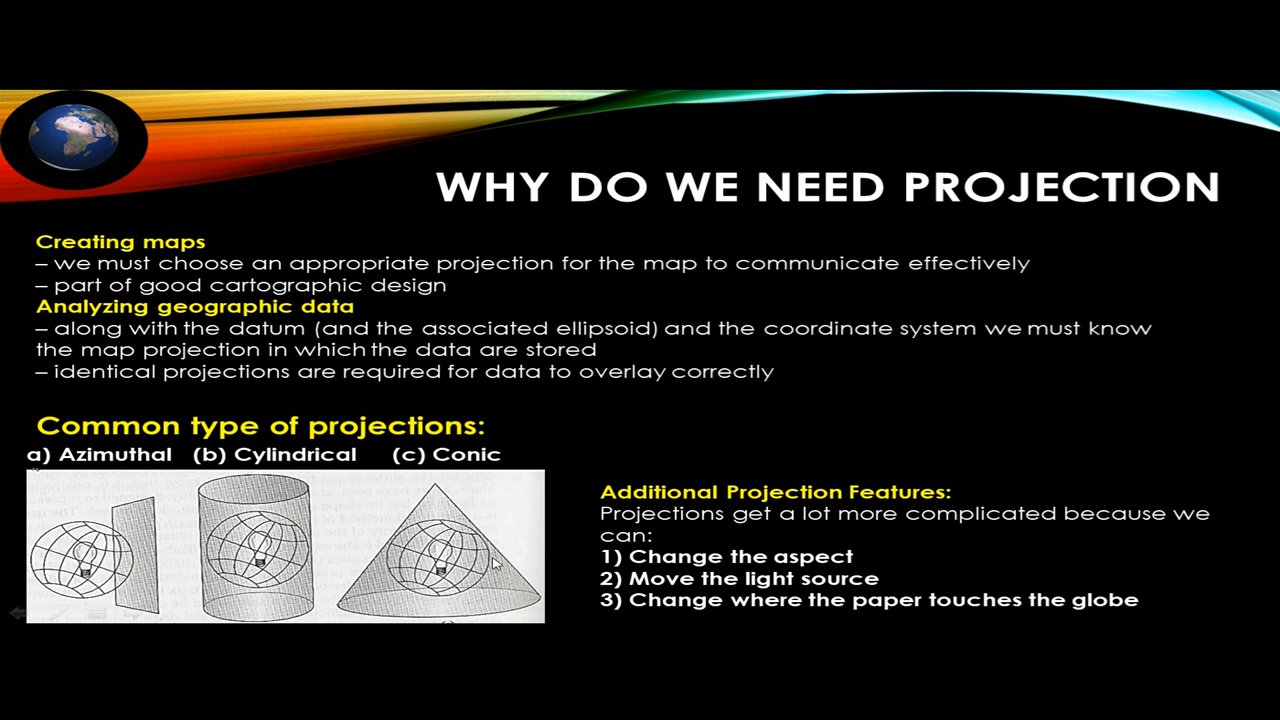 WHY DO WE NEED PROJECTION
Creating maps
– we must choose an appropriate projection for the map to communicate effectively
– part of good cartographic design
Analyzing geographic data
– along with the datum (and the associated ellipsoid) and the coordinate system we must know
the map projection in which the data are stored
– identical projections are required for data to overlay correctly
Common type of projections:
a) Azimuthal (b) Cylindrical (c) Conic
Additional Projection Features:
Projections get a lot more complicated because we
can:
1) Change the aspect
2) Move the light source
3) Change where the paper touches the globe